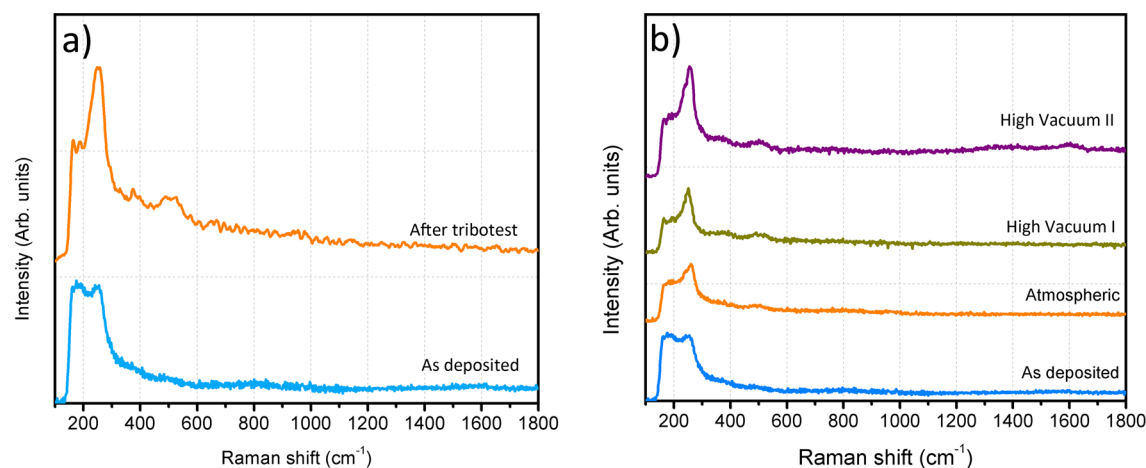 a)
Intensity (Arb. units)
After tribotest
As deposited
200 400 600 800 1000 1200 1400 1600 1800
Raman shift (cm⁻¹)
b)
Intensity (Arb. units)
High Vacuum II
High Vacuum I
Atmospheric
As deposited
200 400 600 800 1000 1200 1400 1600 1800
Raman shift (cm⁻¹)